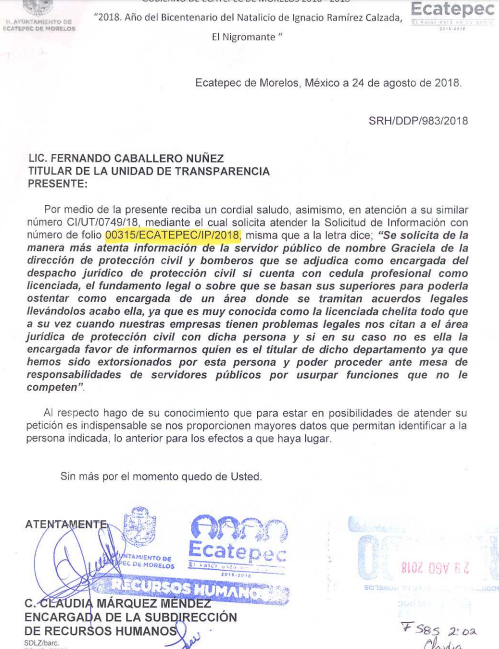 GOBIERNO DE ECATEPEC DE MORELOS 2016 - 2018
"2018. Año del Bicentenario del Natalicio de Ignacio Ramírez Calzada,
El Nigromante "
H. AYUNTAMIENTO DE
ECATEPEC DE MORELOS
Ecatepec
2016-2018
Ecatepec de Morelos, México a 24 de agosto de 2018.
SRH/DDP/983/2018
LIC. FERNANDO CABALLERO NUÑEZ
TITULAR DE LA UNIDAD DE TRANSPARENCIA
PRESENTE:
Por medio de la presente reciba un cordial saludo, asimismo, en atención a su similar
número CI/UT/0749/18, mediante el cual solicita atender la Solicitud de Información con
número de folio 00315/ECATEPEC/IP/2018, misma que a la letra dice; "Se solicita de la
manera más atenta información de la servidor público de nombre Graciela de la
dirección de protección civil y bomberos que se adjudica como encargada del
despacho jurídico de protección civil si cuenta con cedula profesional como
licenciada, el fundamento legal o sobre que se basan sus superiores para poderla
ostentar como encargada de un área donde se tramitan acuerdos legales
llevándolos acabo ella, ya que es muy conocida como la licenciada chelita todo que
a su vez cuando nuestras empresas tienen problemas legales nos citan a el área
jurídica de protección civil con dicha persona y si en su caso no es ella la
encargada favor de informarnos quien es el titular de dicho departamento ya que
hemos sido extorsionados por esta persona y poder proceder ante mesa de
responsabilidades de servidores públicos por usurpar funciones que no le
competen".
Al respecto hago de su conocimiento que para estar en posibilidades de atender su
petición es indispensable se nos proporcionen mayores datos que permitan identificar a la
persona indicada, lo anterior para los efectos a que haya lugar.
Sin más por el momento quedo de Usted.
ATENTAMENTE
AYUNTAMIENTO DE
DE MORELOS
Ecatepec
2016-2018
RECURSOS HUMANOS
29 AGO 2018
C. CLAUDIA MÁRQUEZ MÉNDEZ
ENCARGADA DE LA SUBDIRECCIÓN
DE RECURSOS HUMANOS
SDLZ/barc.
F 585 2:02
Claudia